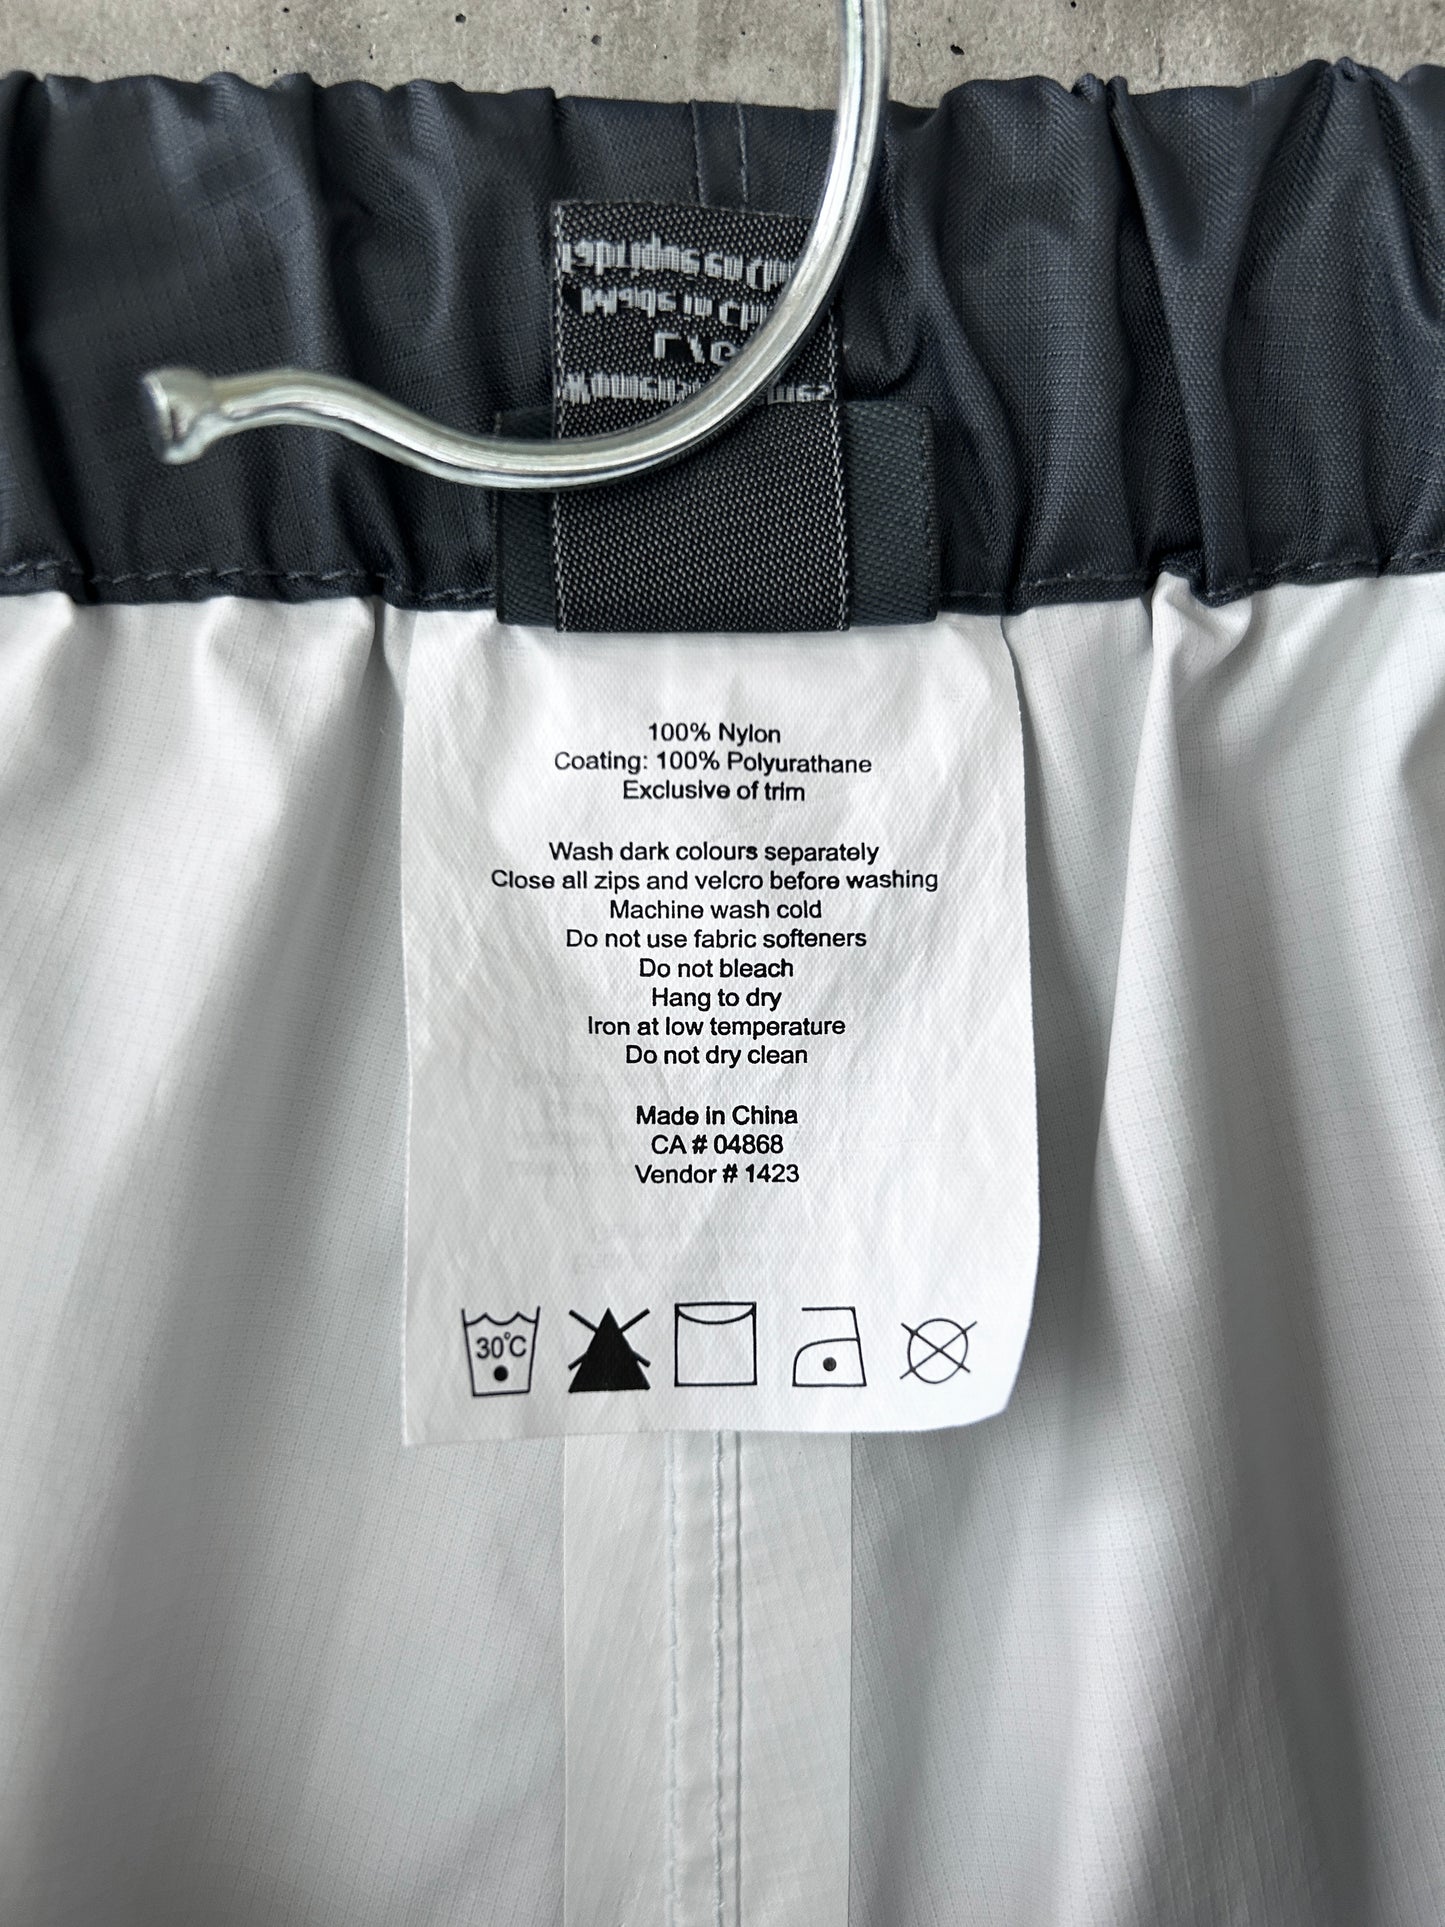 100% Nylon
Coating: 100% Polyurathane
Exclusive of trim
Wash dark colours separately
Close all zips and velcro before washing
Machine wash cold
Do not use fabric softeners
Do not bleach
Hang to dry
Iron at low temperature
Do not dry clean
Made in China
CA # 04868
Vendor # 1423
30°C